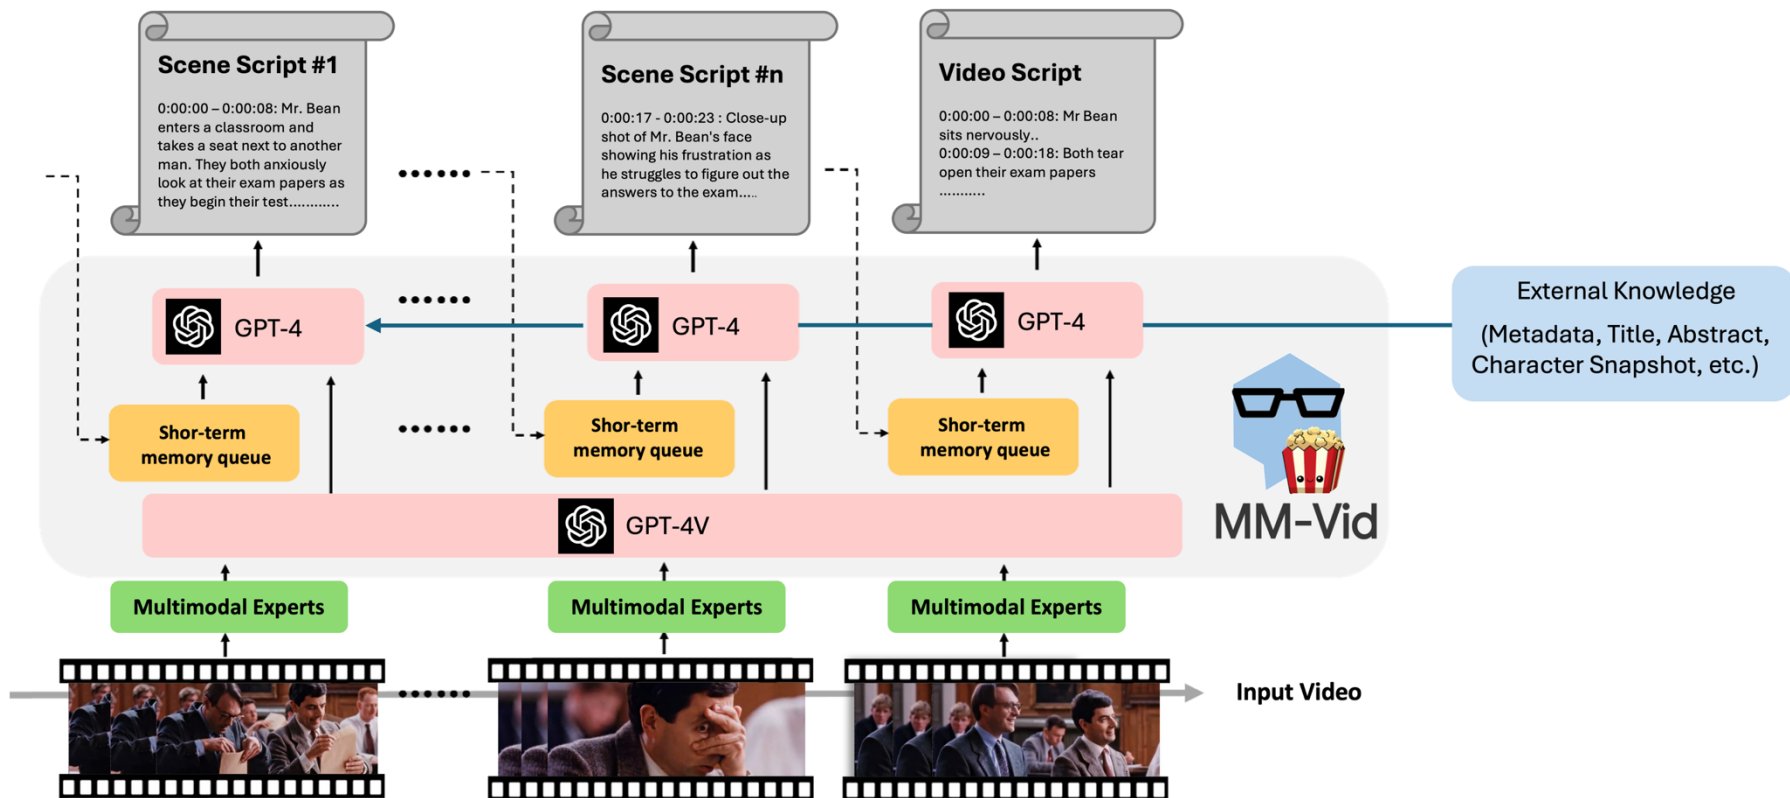 Scene Script #1
0:00:00 – 0:00:08: Mr. Bean
enters a classroom and
takes a seat next to another
man. They both anxiously
look at their exam papers as
they begin their test............
Scene Script #n
0:00:17 - 0:00:23 : Close-up
shot of Mr. Bean's face
showing his frustration as
he struggles to figure out the
answers to the exam.....
Video Script
0:00:00 – 0:00:08: Mr Bean
sits nervously..
0:00:09 – 0:00:18: Both tear
open their exam papers
...........
GPT-4
GPT-4
GPT-4
External Knowledge
(Metadata, Title, Abstract,
Character Snapshot, etc.)
Shor-term
memory queue
Shor-term
memory queue
Shor-term
memory queue
GPT-4V
MM-Vid
Multimodal Experts
Multimodal Experts
Multimodal Experts
Input Video